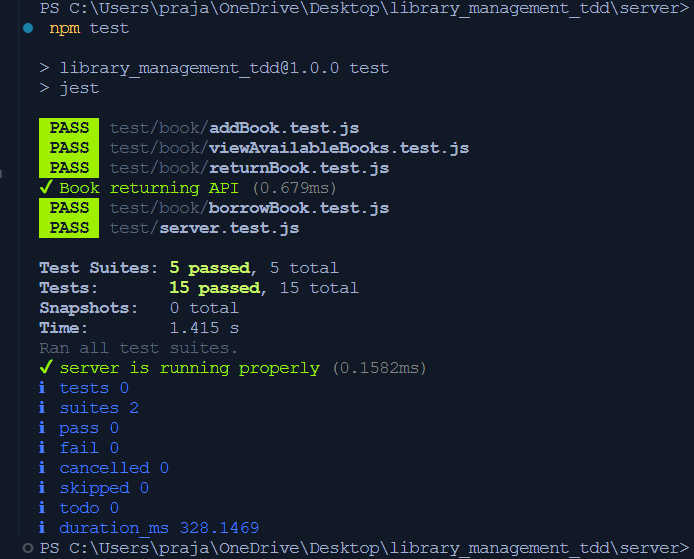 PS C:\Users\praja\OneDrive\Desktop\library_management_tdd\server>
npm test
> library_management_tdd@1.0.0 test
> jest
PASS test/book/addBook.test.js
PASS test/book/viewAvailableBooks.test.js
PASS test/book/returnBook.test.js
✔ Book returning API (0.679ms)
PASS test/book/borrowBook.test.js
PASS test/server.test.js
Test Suites: 5 passed, 5 total
Tests: 15 passed, 15 total
Snapshots: 0 total
Time: 1.415 s
Ran all test suites.
✔ server is running properly (0.1582ms)
ℹ tests 0
ℹ suites 2
ℹ pass 0
ℹ fail 0
ℹ cancelled 0
ℹ skipped 0
ℹ todo 0
ℹ duration_ms 328.1469
PS C:\Users\praja\OneDrive\Desktop\library_management_tdd\server>